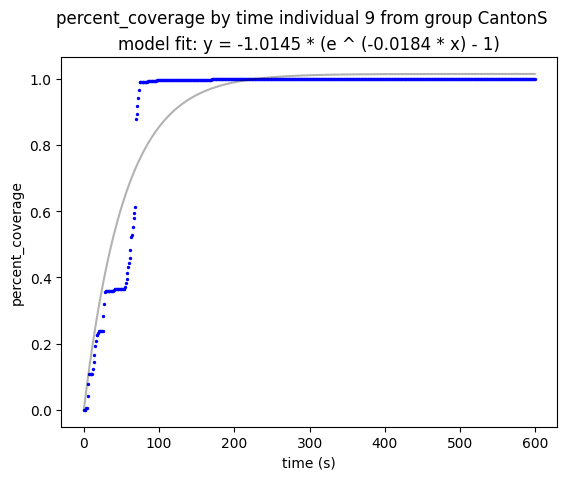 percent_coverage by time individual 9 from group CantonS
model fit: y = -1.0145 * (e ^ (-0.0184 * x) - 1)
1.0
0.8
0.6
0.4
0.2
0.0
percent_coverage
0 100 200 300 400 500 600
time (s)